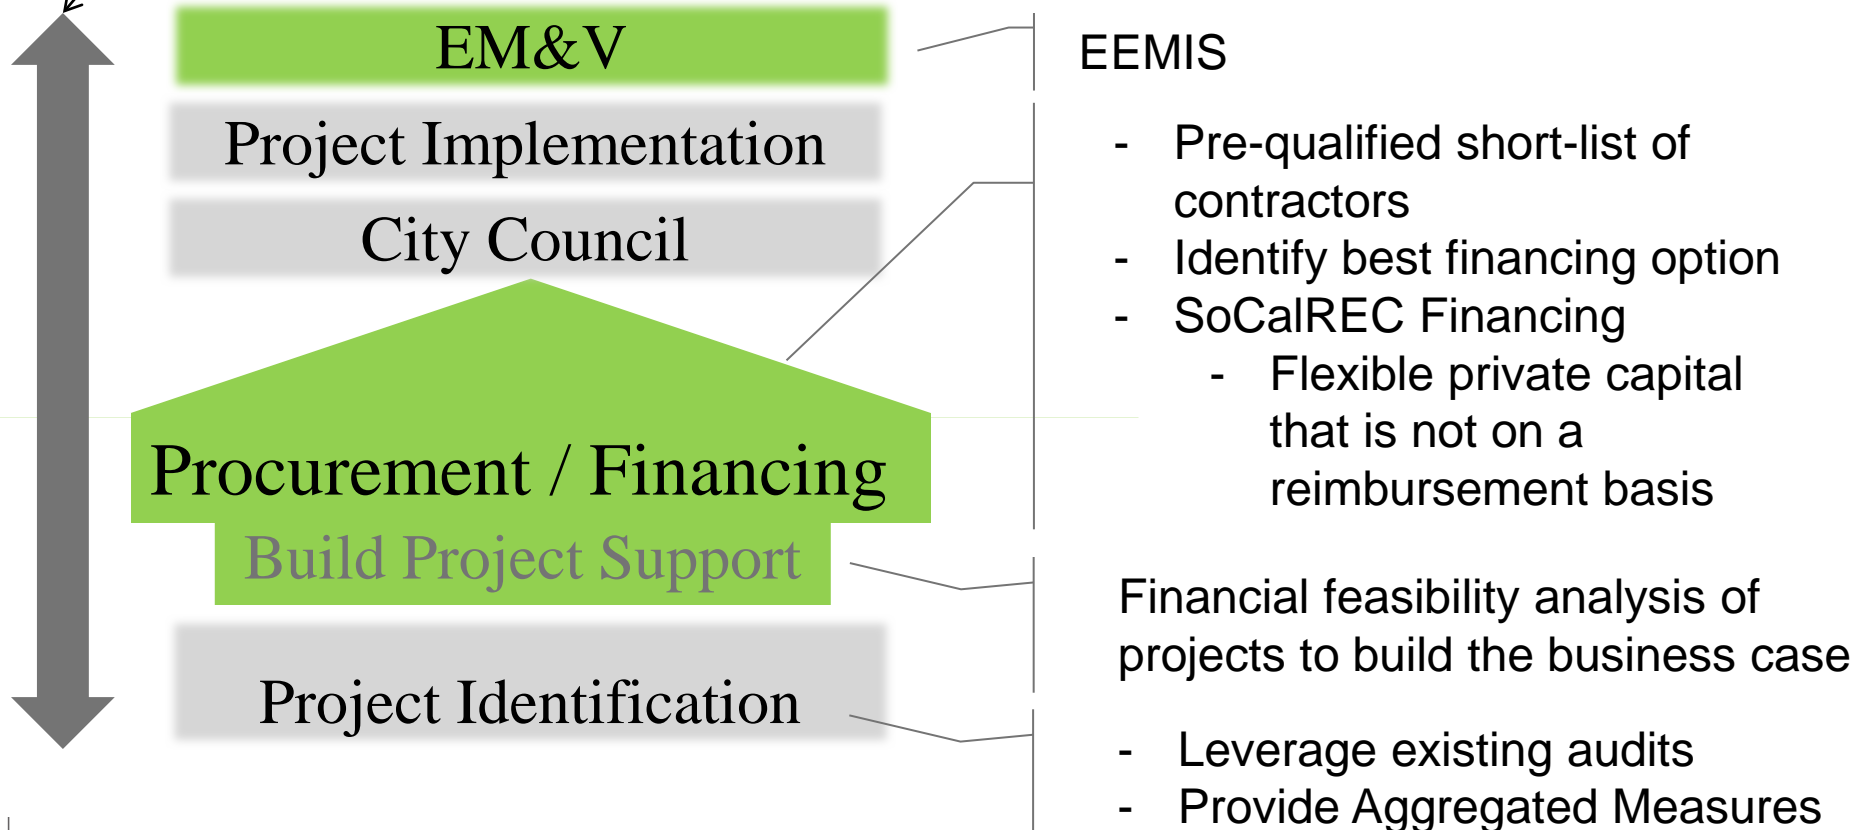 EM&V
Project Implementation
City Council
Procurement / Financing
Build Project Support
Project Identification
EEMIS
- Pre-qualified short-list of
contractors
- Identify best financing option
- SoCalREC Financing
- Flexible private capital
that is not on a
reimbursement basis
Financial feasibility analysis of
projects to build the business case
- Leverage existing audits
- Provide Aggregated Measures